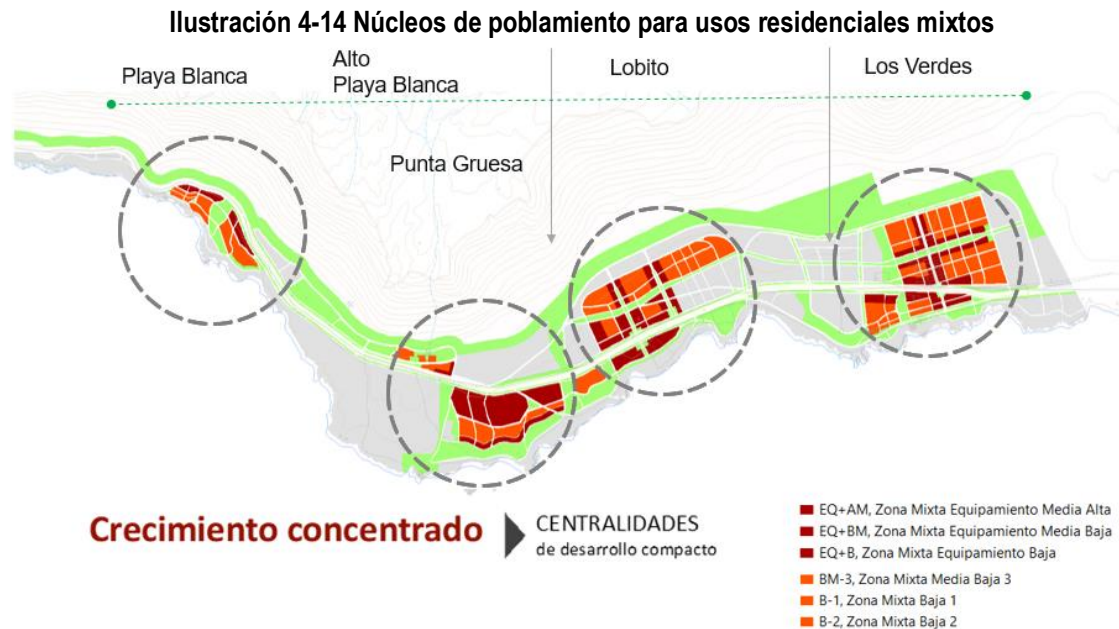 Ilustración 4-14 Núcleos de poblamiento para usos residenciales mixtos
Playa Blanca
Alto
Playa Blanca
Lobito
Los Verdes
Punta Gruesa
Crecimiento concentrado
CENTRALIDADES
de desarrollo compacto
EQ+AM, Zona Mixta Equipamiento Media Alta
EQ+BM, Zona Mixta Equipamiento Media Baja
EQ+B, Zona Mixta Equipamiento Baja
BM-3, Zona Mixta Media Baja 3
B-1, Zona Mixta Baja 1
B-2, Zona Mixta Baja 2